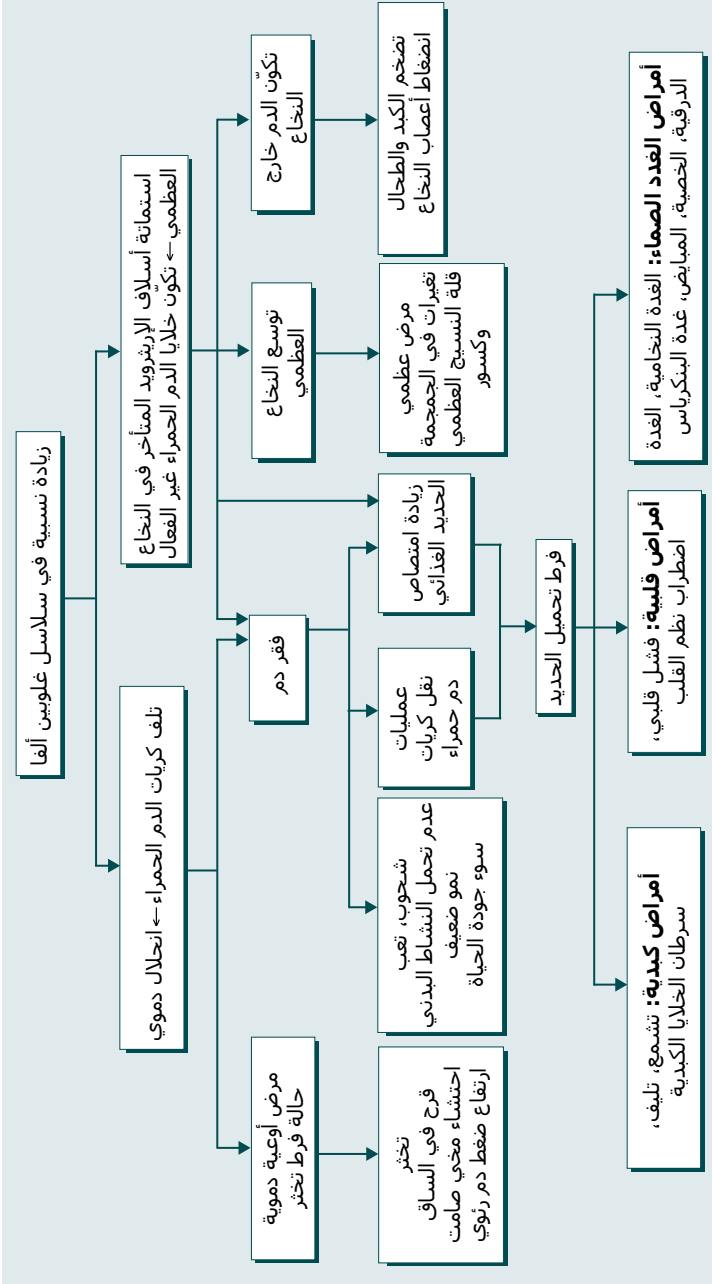 زيادة نسبية في سلاسل غلوبين ألفا
استماتة أسلاف الإريثرويد المتأخر في النخاع
العظمي ← تكوّن خلايا الدم الحمراء غير الفعال
تلف كريات الدم الحمراء ← انحلال دموي
تكوّن الدم خارج
النخاع
توسع النخاع
العظمي
فقر دم
مرض أوعية دموية
حالة فرط تخثر
تضخم الكبد والطحال
انضغاط أعصاب النخاع
مرض عظمي
تغيرات في الجمجمة
قلة النسيج العظمي
وكسور
زيادة امتصاص
الحديد الغذائي
عمليات
نقل كريات
دم حمراء
شحوب، تعب
عدم تحمل النشاط البدني
نمو ضعيف
سوء جودة الحياة
تخثر
قرح في الساق
احتشاء مخي صامت
ارتفاع ضغط دم رئوي
فرط تحميل الحديد
أمراض الغدد الصماء: الغدة النخامية، الغدة
الدرقية، الخصية، المبايض، غدة البنكرياس
أمراض قلبية: فشل قلبي،
اضطراب نظم القلب
أمراض كبدية: تشمع، تليف،
سرطان الخلايا الكبدية